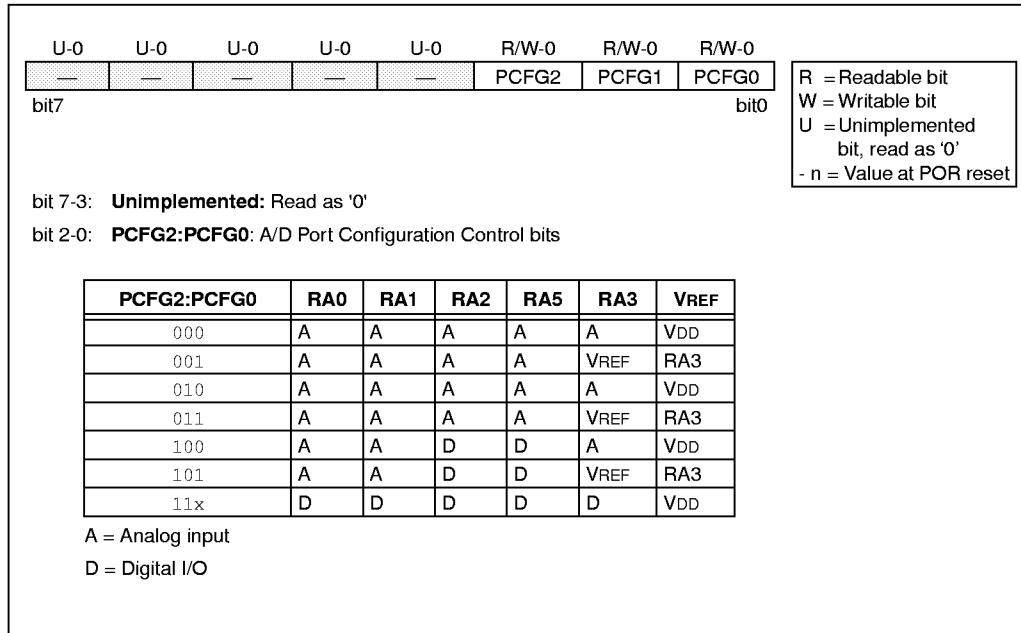 U-0 U-0 U-0 U-0 U-0 R/W-0 R/W-0 R/W-0
— — — — — PCFG2 PCFG1 PCFG0
bit7 bit0
R = Readable bit
W = Writable bit
U = Unimplemented
bit, read as ‘0’
- n = Value at POR reset
bit 7-3: Unimplemented: Read as '0'
bit 2-0: PCFG2:PCFG0: A/D Port Configuration Control bits
PCFG2:PCFG0 RA0 RA1 RA2 RA5 RA3 VREF
000 A A A A A VDD
001 A A A A VREF RA3
010 A A A A A VDD
011 A A A A VREF RA3
100 A A D D A VDD
101 A A D D VREF RA3
11x D D D D D VDD
A = Analog input
D = Digital I/O